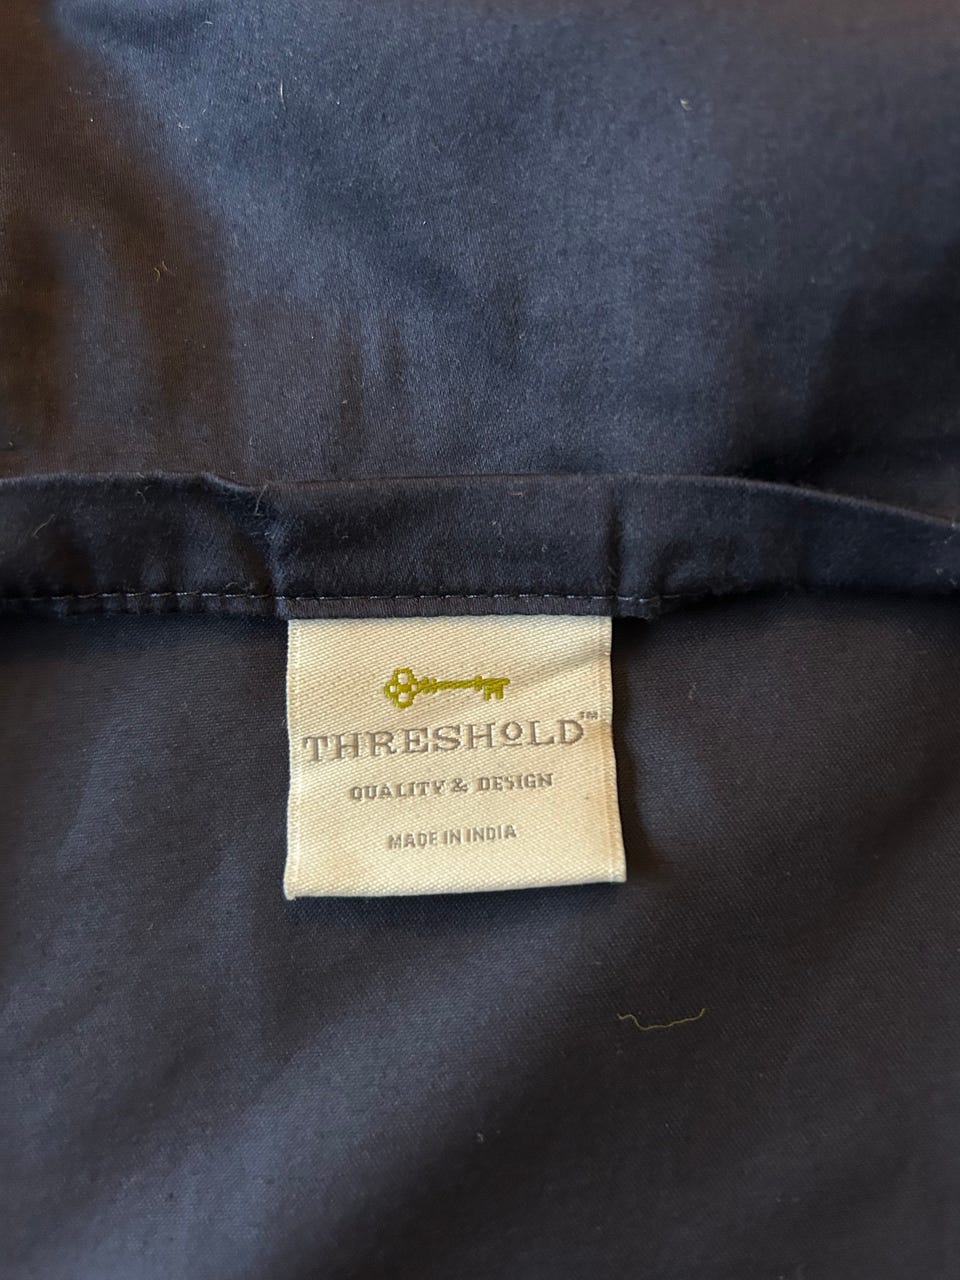 THRESHOLD™
QUALITY & DESIGN
MADE IN INDIA